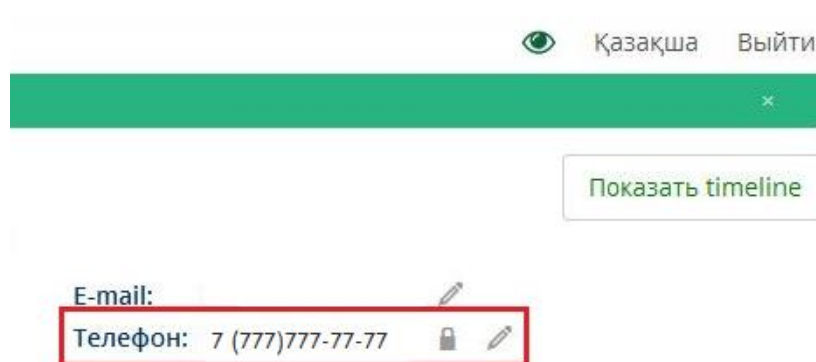 Қазақша Выйти
×
Показать timeline
E-mail:
Телефон: 7 (777)777-77-77